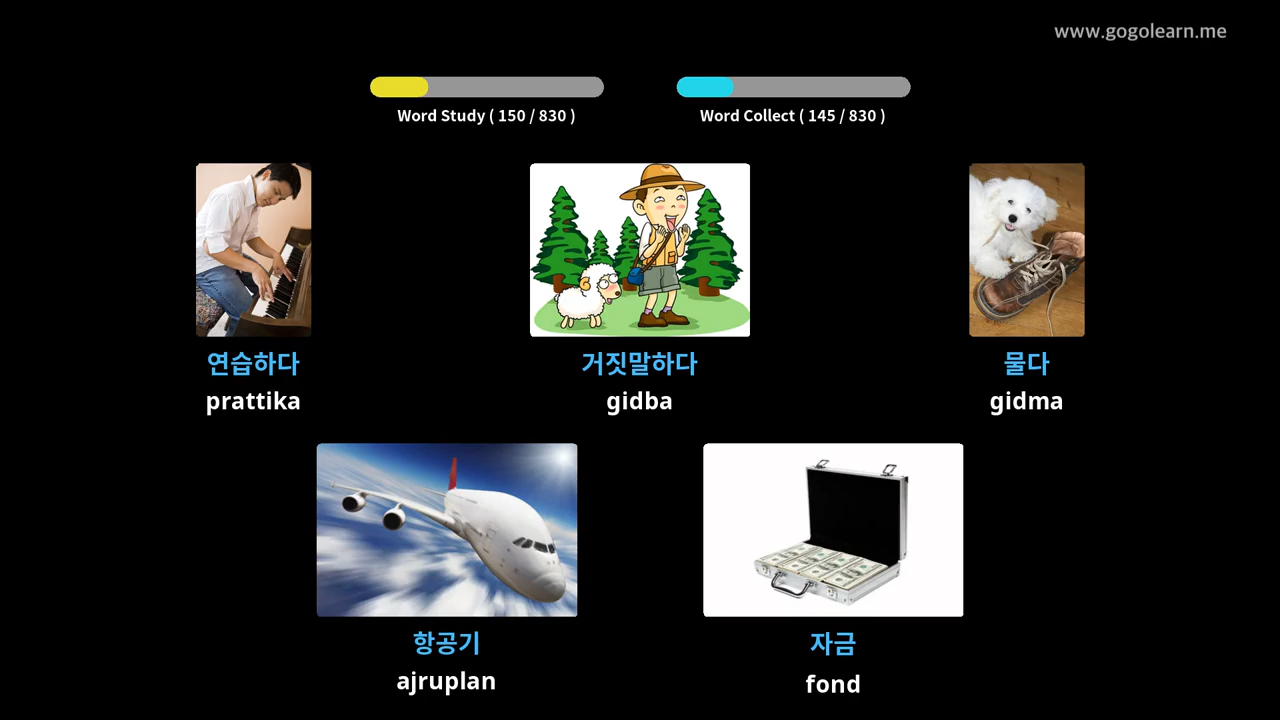 www.gogolearn.me
Word Study ( 150 / 830 )
Word Collect ( 145 / 830 )
연습하다
prattika
거짓말하다
gidba
물다
gidma
항공기
ajruplan
자금
fond